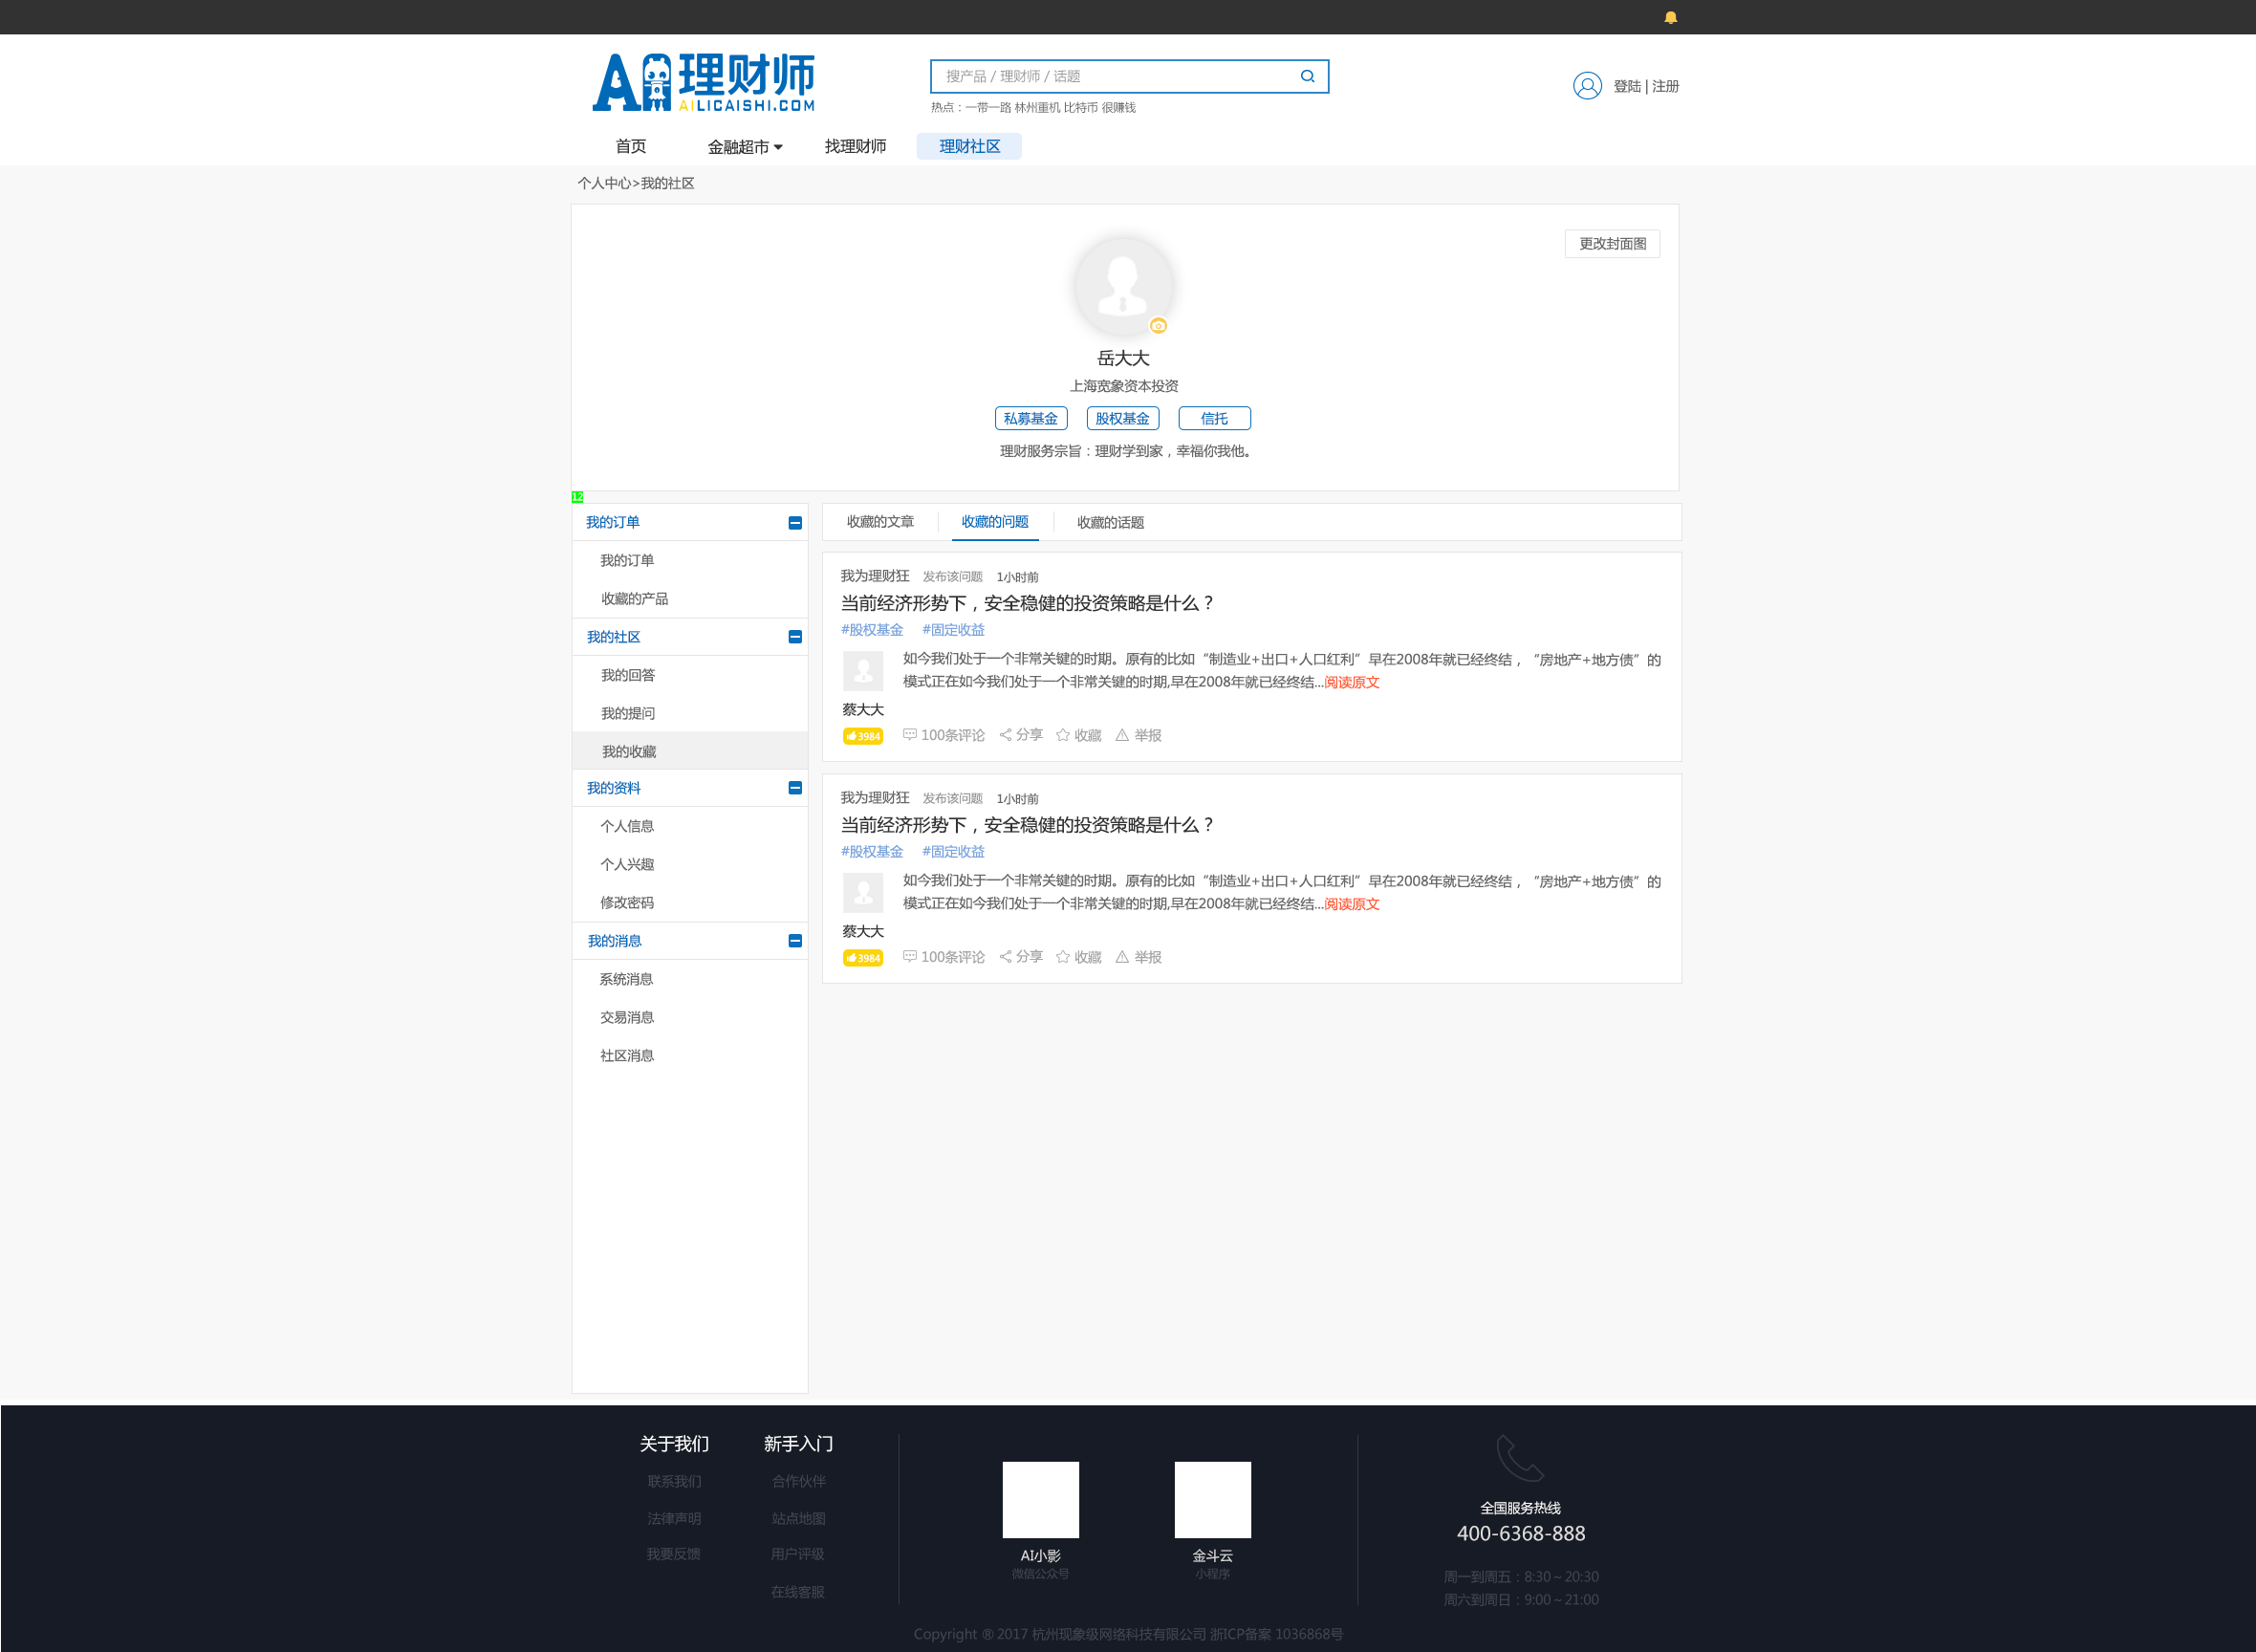 AI理财师
AILICAISHI.COM
搜产品 / 理财师 / 话题
热点：一带一路 林州重机 比特币 很赚钱
登陆 | 注册
首页 金融超市 找理财师 理财社区
个人中心>我的社区
更改封面图
岳大大
上海宽象资本投资
私募基金 股权基金 信托
理财服务宗旨：理财学到家，幸福你我他。
12
我的订单
我的订单
收藏的产品
我的社区
我的回答
我的提问
我的收藏
我的资料
个人信息
个人兴趣
修改密码
我的消息
系统消息
交易消息
社区消息
收藏的文章 收藏的问题 收藏的话题
我为理财狂 发布该问题 1小时前
当前经济形势下，安全稳健的投资策略是什么？
#股权基金 #固定收益
如今我们处于一个非常关键的时期。原有的比如“制造业+出口+人口红利”早在2008年就已经终结，“房地产+地方债”的
模式正在如今我们处于一个非常关键的时期,早在2008年就已经终结...阅读原文
蔡大大
3984 100条评论 分享 收藏 举报
我为理财狂 发布该问题 1小时前
当前经济形势下，安全稳健的投资策略是什么？
#股权基金 #固定收益
如今我们处于一个非常关键的时期。原有的比如“制造业+出口+人口红利”早在2008年就已经终结，“房地产+地方债”的
模式正在如今我们处于一个非常关键的时期,早在2008年就已经终结...阅读原文
蔡大大
3984 100条评论 分享 收藏 举报
关于我们
联系我们
法律声明
我要反馈
新手入门
合作伙伴
站点地图
用户评级
在线客服
AI小影
微信公众号
金斗云
小程序
全国服务热线
400-6368-888
周一到周五：8:30～20:30
周六到周日：9:00～21:00
Copyright ® 2017 杭州现象级网络科技有限公司 浙ICP备案 1036868号